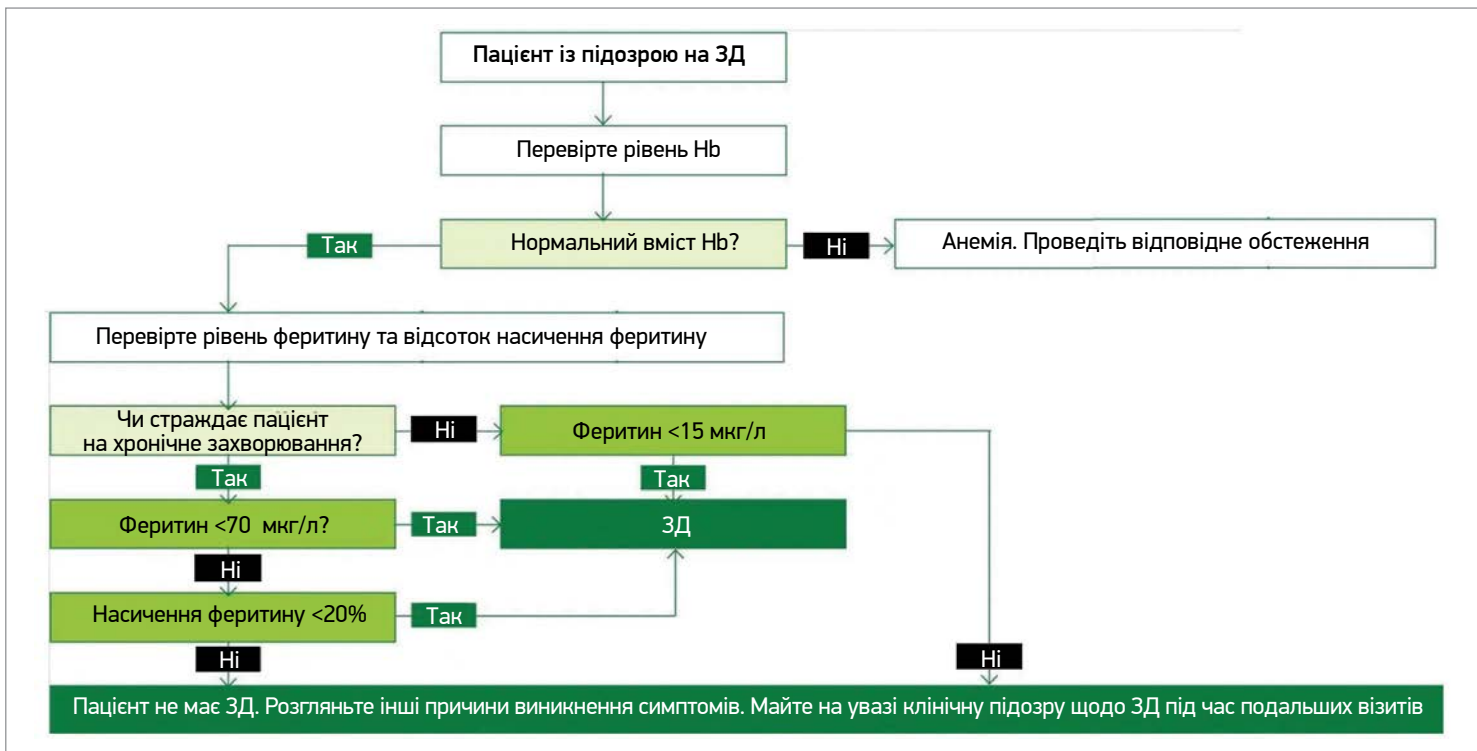 Пацієнт із підозрою на ЗД
Перевірте рівень Hb
Нормальний вміст Hb?
Так
Ні
Анемія. Проведіть відповідне обстеження
Перевірте рівень феритину та відсоток насичення феритину
Чи страждає пацієнт
на хронічне захворювання?
Ні
Феритин <15 мкг/л
Так
Так
Феритин <70 мкг/л?
Так
ЗД
Ні
Насичення феритину <20%
Так
Ні
Ні
Пацієнт не має ЗД. Розгляньте інші причини виникнення симптомів. Майте на увазі клінічну підозру щодо ЗД під час подальших візитів